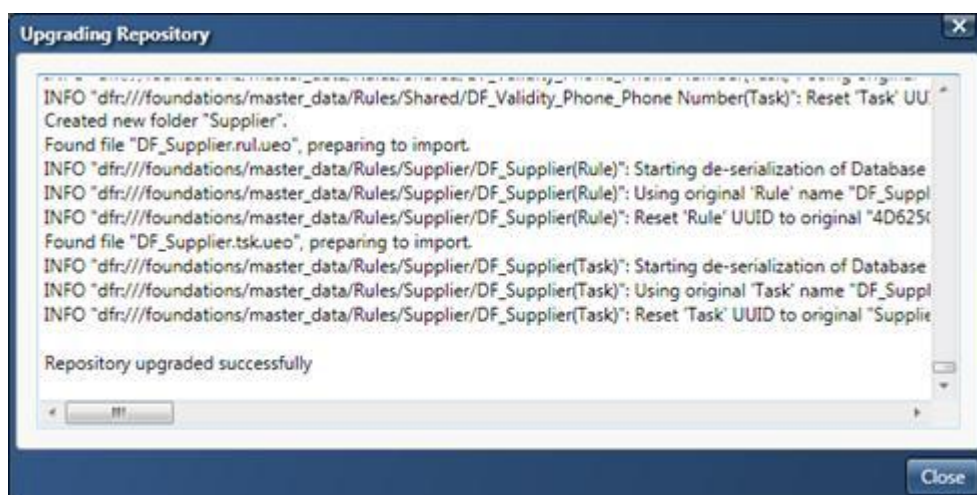 Upgrading Repository
INFO "dfr:///foundations/master_data/Rules/Shared/DF_Validity_Phone_Phone Number(Task)": Reset 'Task' UU
Created new folder "Supplier".
Found file "DF_Supplier.rul.ueo", preparing to import.
INFO "dfr:///foundations/master_data/Rules/Supplier/DF_Supplier(Rule)": Starting de-serialization of Database
INFO "dfr:///foundations/master_data/Rules/Supplier/DF_Supplier(Rule)": Using original 'Rule' name "DF_Suppl
INFO "dfr:///foundations/master_data/Rules/Supplier/DF_Supplier(Rule)": Reset 'Rule' UUID to original "4D625
Found file "DF_Supplier.tsk.ueo", preparing to import.
INFO "dfr:///foundations/master_data/Rules/Supplier/DF_Supplier(Task)": Starting de-serialization of Database
INFO "dfr:///foundations/master_data/Rules/Supplier/DF_Supplier(Task)": Using original 'Task' name "DF_Suppl
INFO "dfr:///foundations/master_data/Rules/Supplier/DF_Supplier(Task)": Reset 'Task' UUID to original "Supplie
Repository upgraded successfully
Close